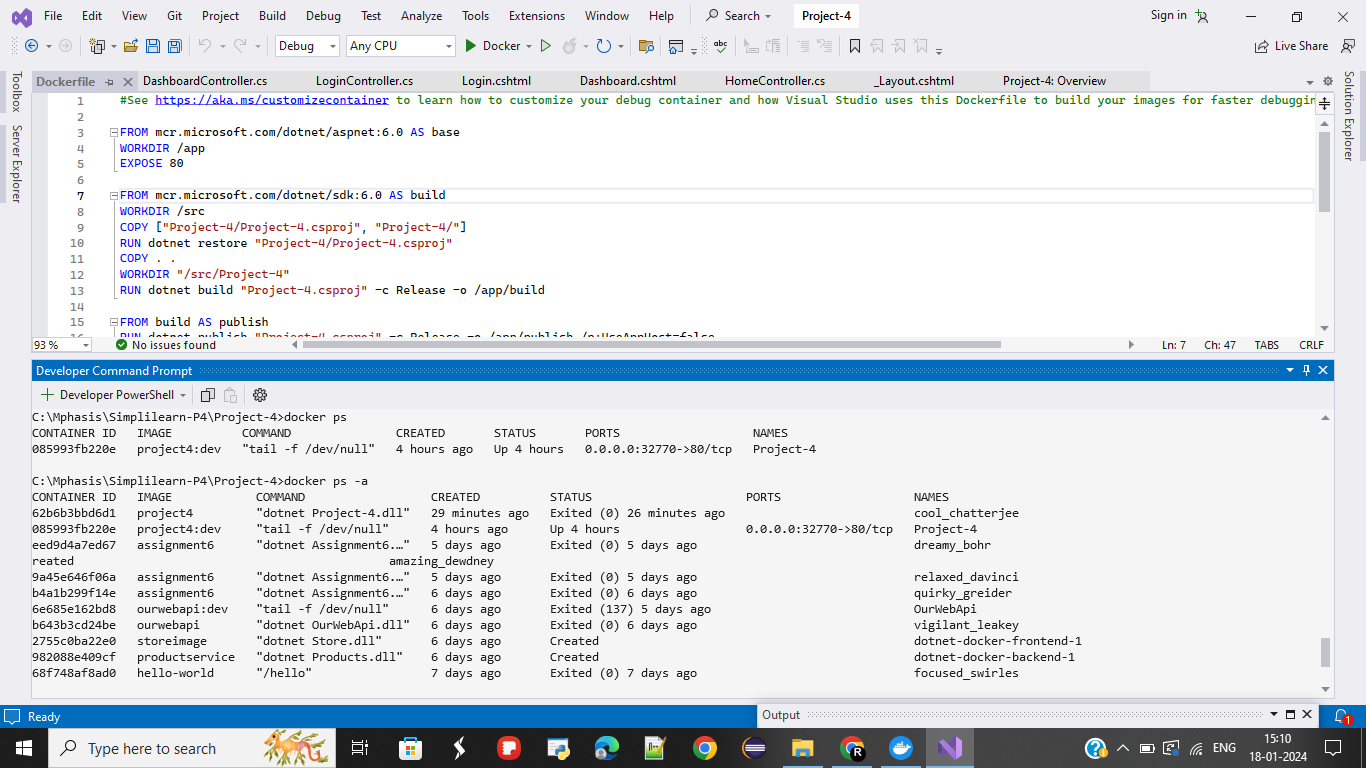 File Edit View Git Project Build Debug Test Analyze Tools Extensions Window Help Search Project-4 Sign in
Debug Any CPU Docker Live Share
Toolbox
Server Explorer
Solution Explorer
Dockerfile DashboardController.cs LoginController.cs Login.cshtml Dashboard.cshtml HomeController.cs _Layout.cshtml Project-4: Overview
1 #See https://aka.ms/customizecontainer to learn how to customize your debug container and how Visual Studio uses this Dockerfile to build your images for faster debuggin
2
3 FROM mcr.microsoft.com/dotnet/aspnet:6.0 AS base
4 WORKDIR /app
5 EXPOSE 80
6
7 FROM mcr.microsoft.com/dotnet/sdk:6.0 AS build
8 WORKDIR /src
9 COPY ["Project-4/Project-4.csproj", "Project-4/"]
10 RUN dotnet restore "Project-4/Project-4.csproj"
11 COPY . .
12 WORKDIR "/src/Project-4"
13 RUN dotnet build "Project-4.csproj" -c Release -o /app/build
14
15 FROM build AS publish
16 RUN dotnet publish "Project-4.csproj" -c Release -o /app/publish /p:UseAppHost=false
93 % No issues found Ln: 7 Ch: 47 TABS CRLF
Developer Command Prompt
Developer PowerShell
C:\Mphasis\Simplilearn-P4\Project-4>docker ps
CONTAINER ID IMAGE COMMAND CREATED STATUS PORTS NAMES
085993fb220e project4:dev "tail -f /dev/null" 4 hours ago Up 4 hours 0.0.0.0:32770->80/tcp Project-4
C:\Mphasis\Simplilearn-P4\Project-4>docker ps -a
CONTAINER ID IMAGE COMMAND CREATED STATUS PORTS NAMES
62b6b3bbd6d1 project4 "dotnet Project-4.dll" 29 minutes ago Exited (0) 26 minutes ago cool_chatterjee
085993fb220e project4:dev "tail -f /dev/null" 4 hours ago Up 4 hours 0.0.0.0:32770->80/tcp Project-4
eed9d4a7ed67 assignment6 "dotnet Assignment6.…" 5 days ago Exited (0) 5 days ago dreamy_bohr
reated amazing_dewdney
9a45e646f06a assignment6 "dotnet Assignment6.…" 5 days ago Exited (0) 5 days ago relaxed_davinci
b4a1b299f14e assignment6 "dotnet Assignment6.…" 6 days ago Exited (0) 6 days ago quirky_greider
6e685e162bd8 ourwebapi:dev "tail -f /dev/null" 6 days ago Exited (137) 5 days ago OurWebApi
b643b3cd24be ourwebapi "dotnet OurWebApi.dll" 6 days ago Exited (0) 6 days ago vigilant_leakey
2755c0ba22e0 storeimage "dotnet Store.dll" 6 days ago Created dotnet-docker-frontend-1
982088e409cf productservice "dotnet Products.dll" 6 days ago Created dotnet-docker-backend-1
68f748af8ad0 hello-world "/hello" 7 days ago Exited (0) 7 days ago focused_swirles
Ready Output 1
Type here to search ENG 15:10
18-01-2024